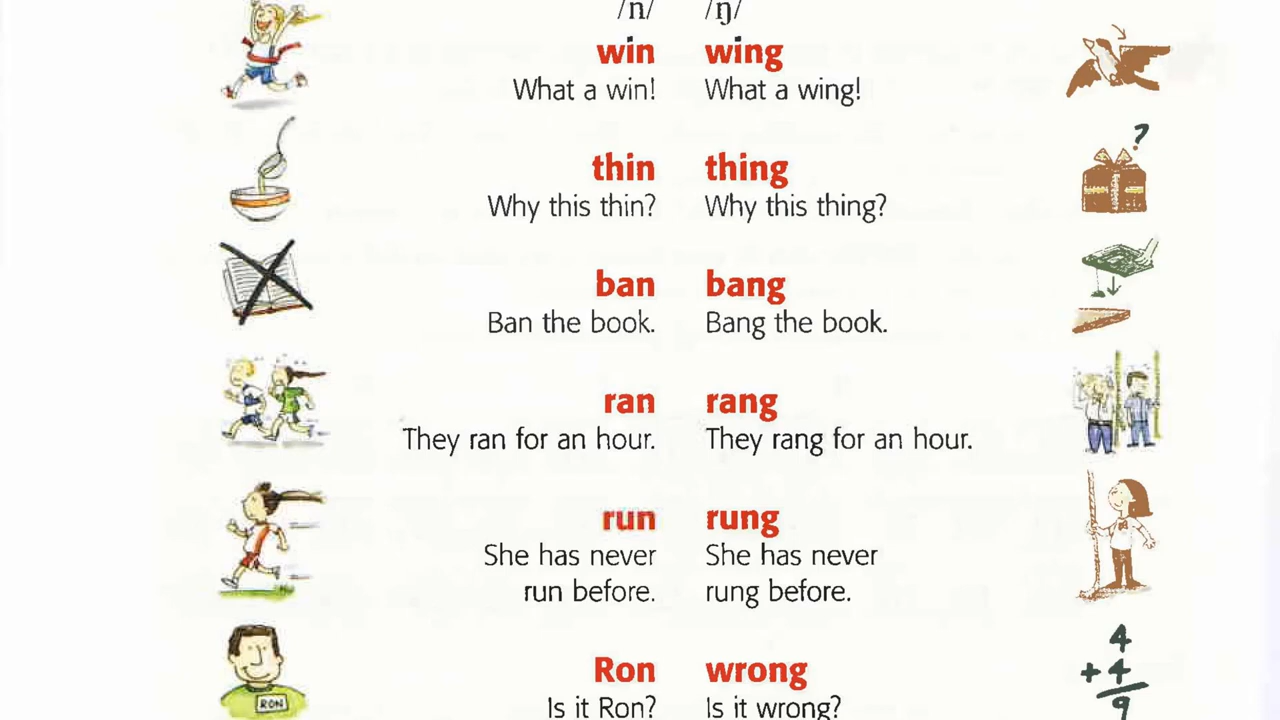 /n/ /ŋ/
win wing
What a win! What a wing!
?
thin thing
Why this thin? Why this thing?
ban bang
Ban the book. Bang the book.
ran rang
They ran for an hour. They rang for an hour.
run rung
She has never She has never
run before. rung before.
4
Ron wrong
+4
RON
Is it Ron? Is it wrong?
9